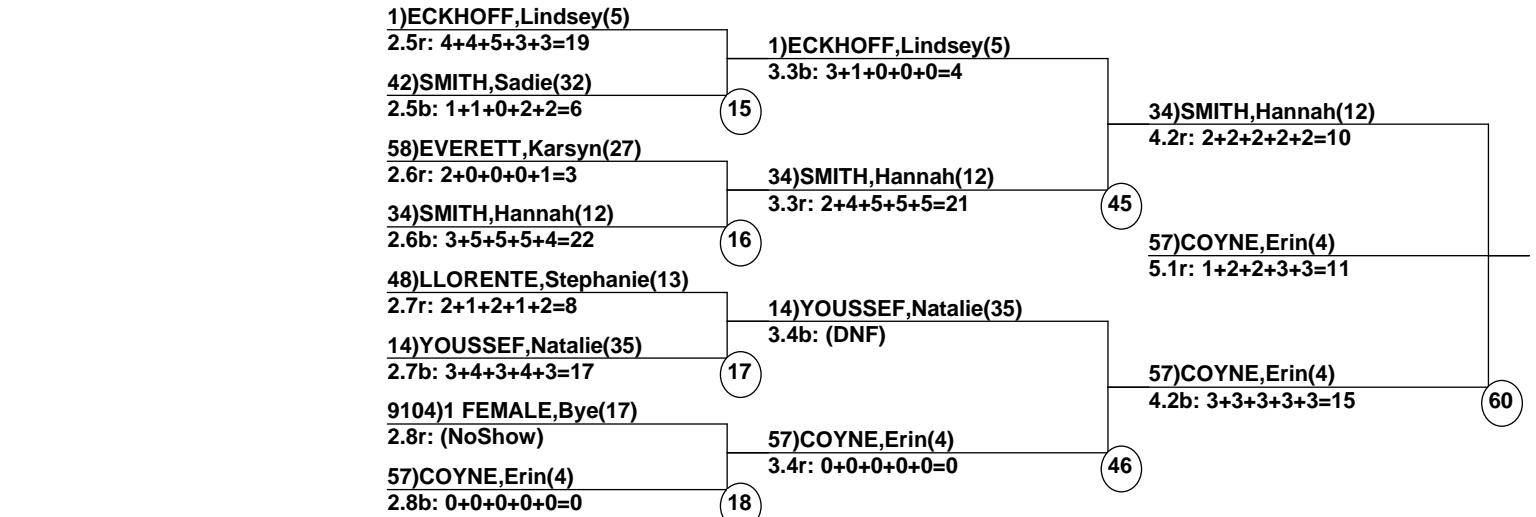 1)ECKHOFF,Lindsey(5)
2.5r: 4+4+5+3+3=19
42)SMITH,Sadie(32)
2.5b: 1+1+0+2+2=6
15
58)EVERETT,Karsyn(27)
2.6r: 2+0+0+0+1=3
34)SMITH,Hannah(12)
2.6b: 3+5+5+5+4=22
16
48)LLORENTE,Stephanie(13)
2.7r: 2+1+2+1+2=8
14)YOUSSEF,Natalie(35)
2.7b: 3+4+3+4+3=17
17
9104)1 FEMALE,Bye(17)
2.8r: (NoShow)
57)COYNE,Erin(4)
2.8b: 0+0+0+0+0=0
18
1)ECKHOFF,Lindsey(5)
3.3b: 3+1+0+0+0=4
34)SMITH,Hannah(12)
3.3r: 2+4+5+5+5=21
45
14)YOUSSEF,Natalie(35)
3.4b: (DNF)
57)COYNE,Erin(4)
3.4r: 0+0+0+0+0=0
46
34)SMITH,Hannah(12)
4.2r: 2+2+2+2+2=10
57)COYNE,Erin(4)
5.1r: 1+2+2+3+3=11
57)COYNE,Erin(4)
4.2b: 3+3+3+3+3=15
60